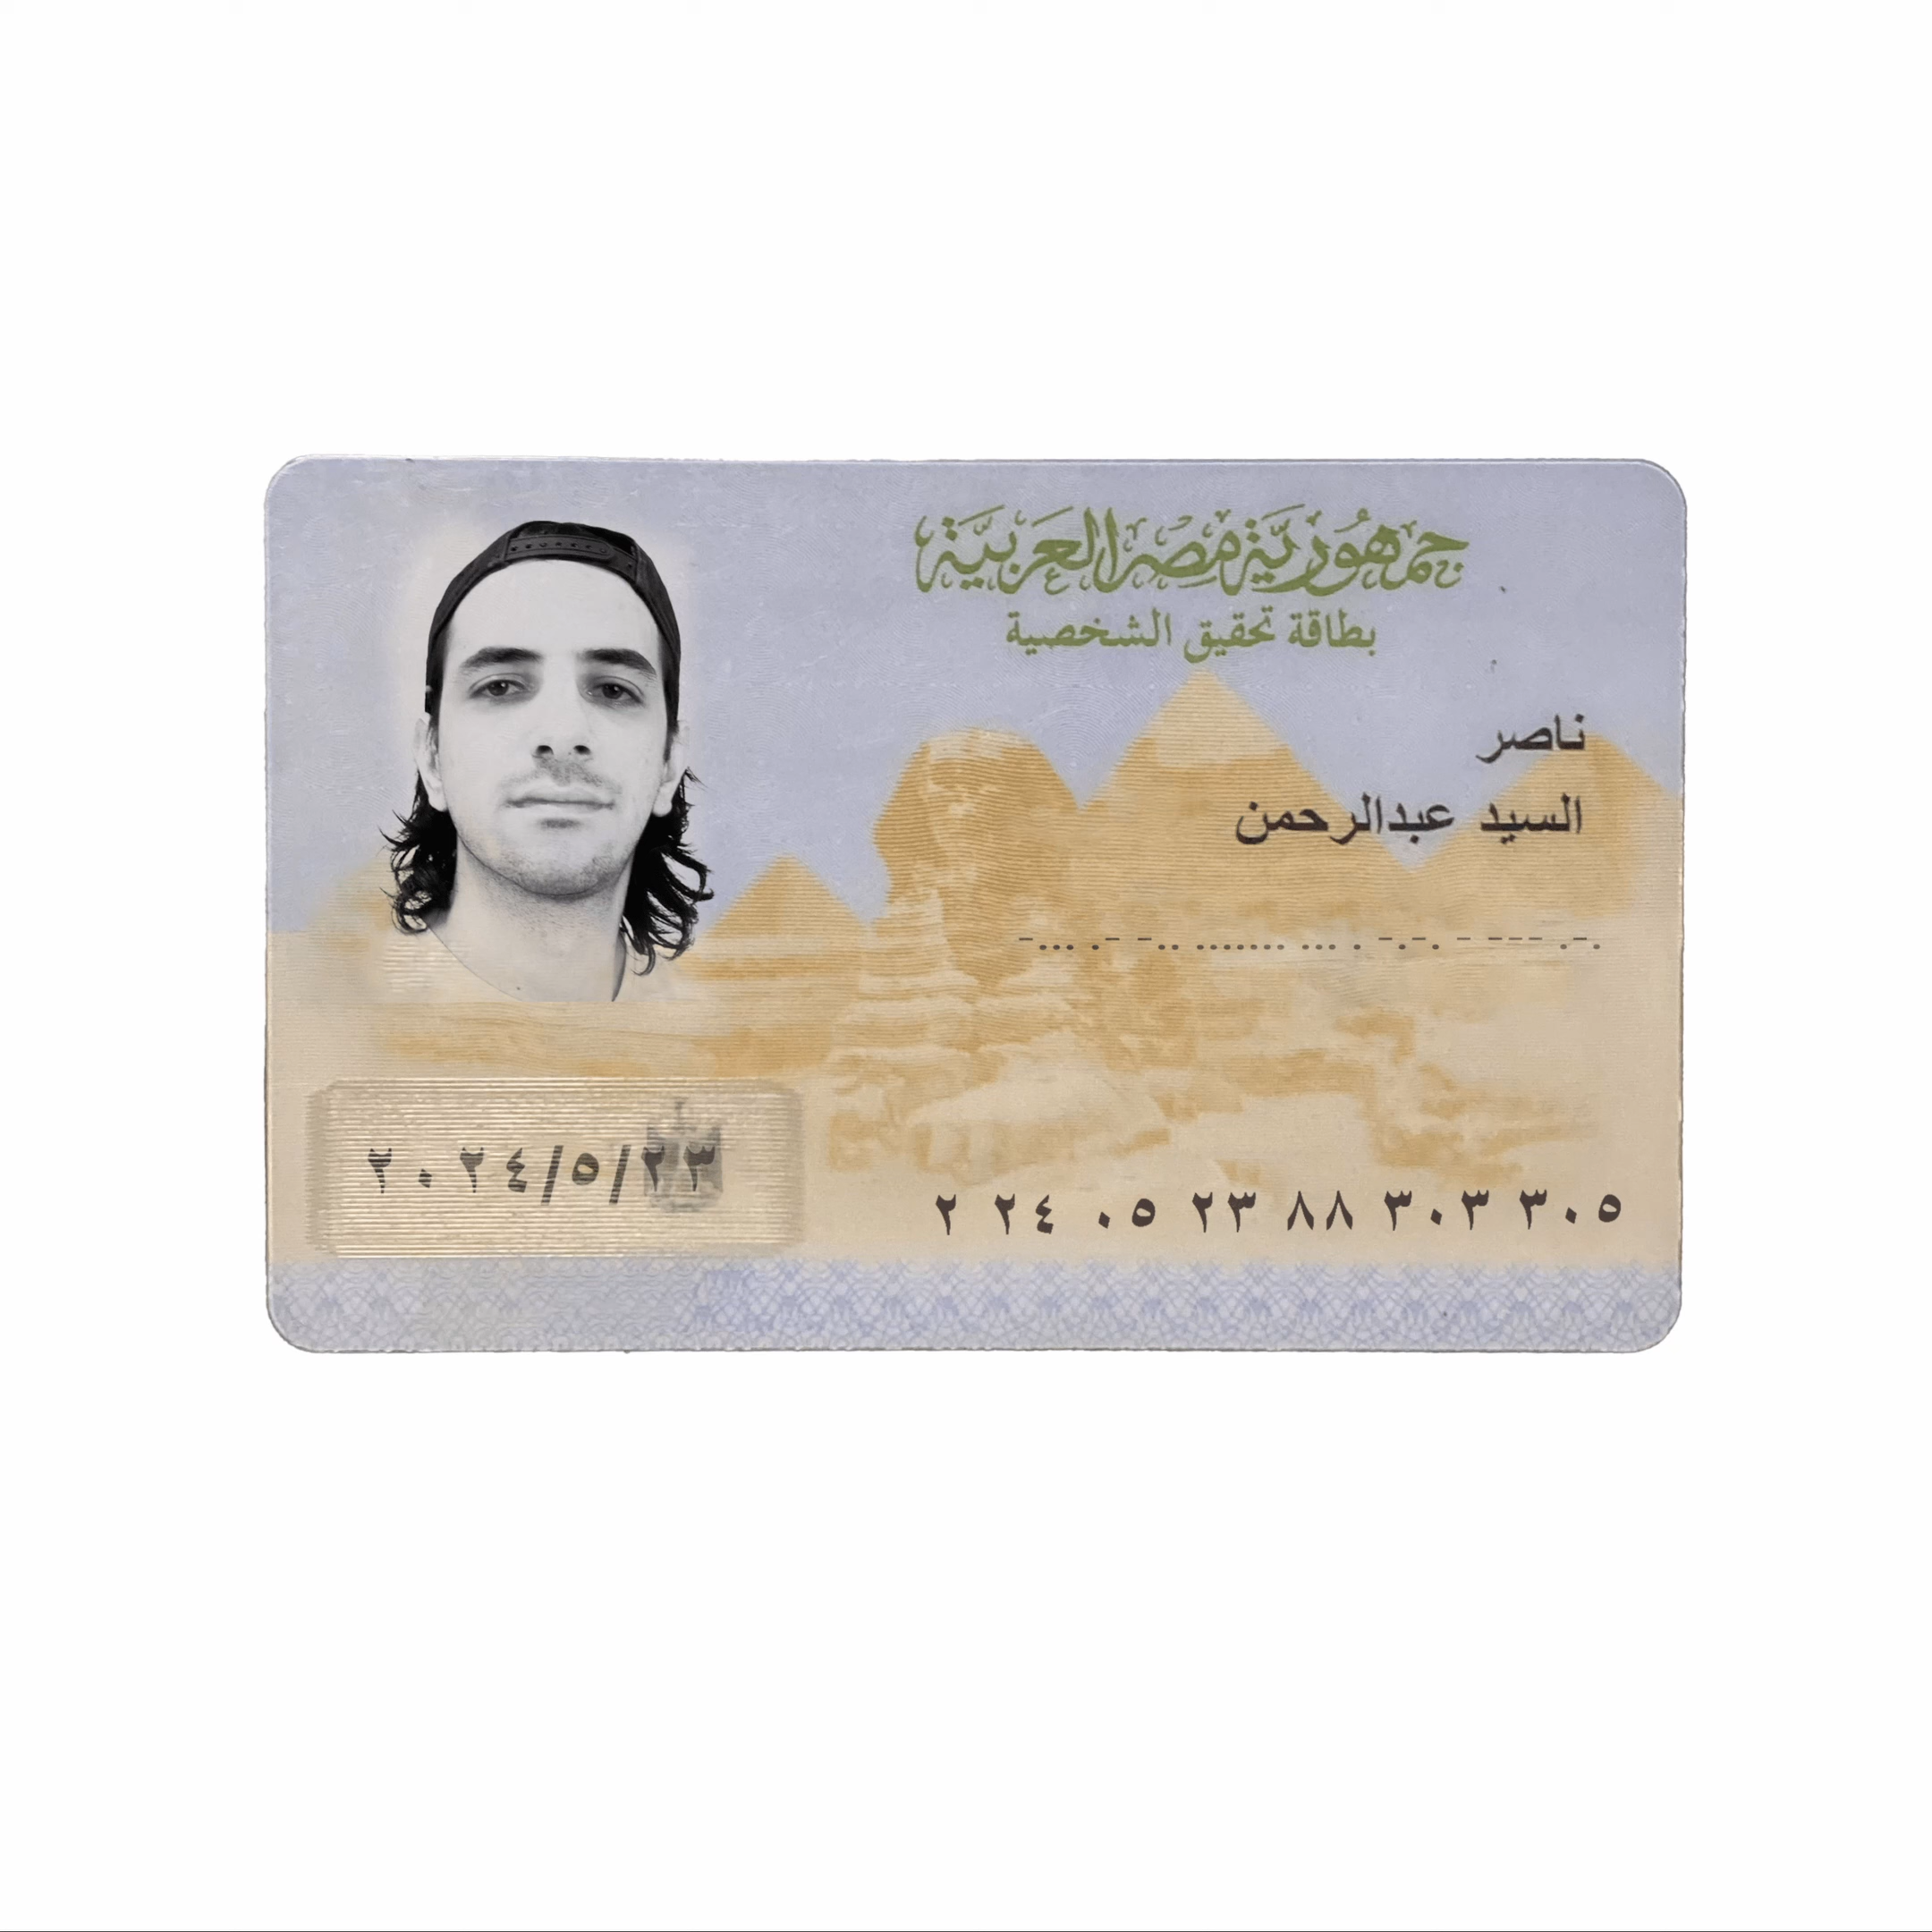 جمهورية مصر العربية
بطاقة تحقيق الشخصية
ناصر
السيد عبدالرحمن
-... .- -.. ....... ... . -.-. - --- .-.
٢٠٢٤/٥/٢٣
٢ ٢٤ ٠٥ ٢٣ ٨٨ ٣٠٣ ٣٠٥